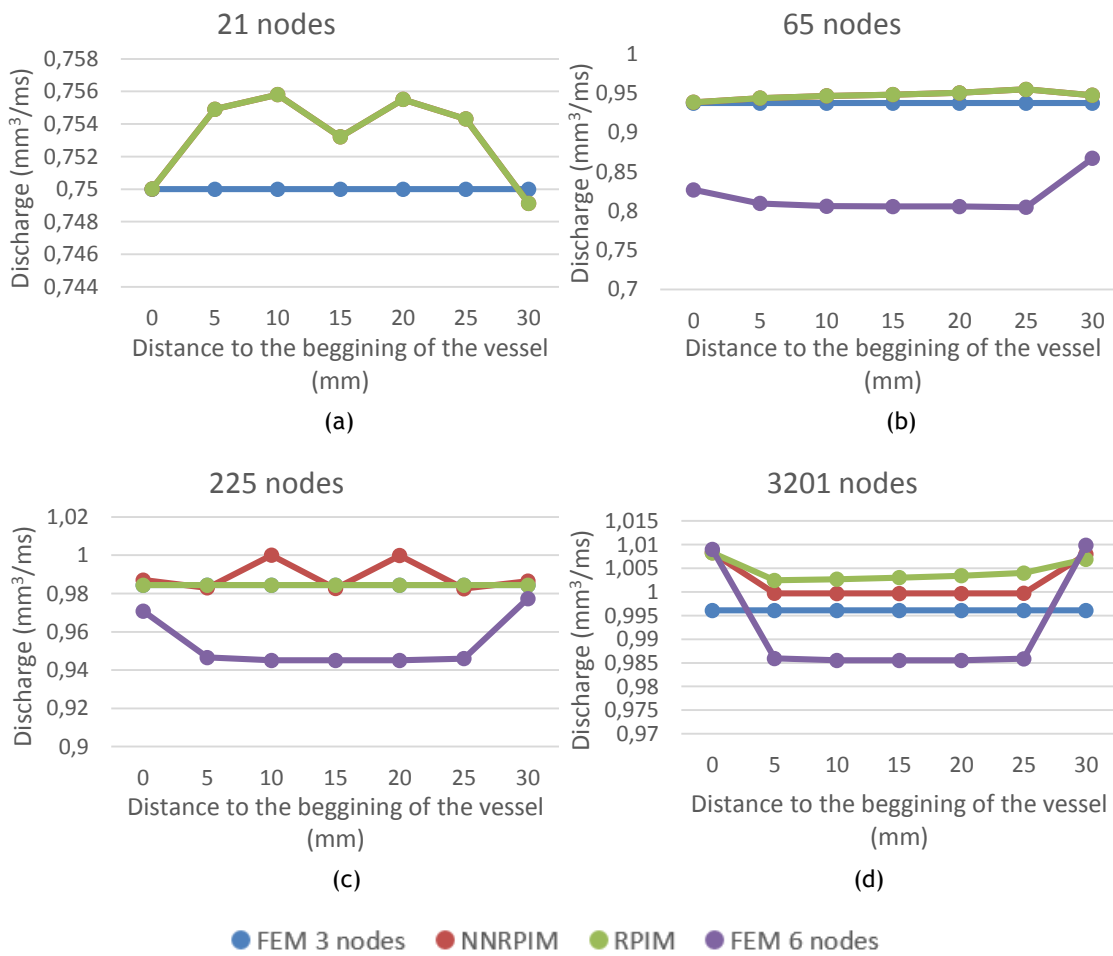 21 nodes
Discharge (mm³/ms)
0,758
0,756
0,754
0,752
0,75
0,748
0,746
0,744
0 5 10 15 20 25 30
Distance to the beggining of the vessel
(mm)
(a)
65 nodes
Discharge (mm³/ms)
1
0,95
0,9
0,85
0,8
0,75
0,7
0 5 10 15 20 25 30
Distance to the beggining of the vessel
(mm)
(b)
225 nodes
Discharge (mm³/ms)
1,02
1
0,98
0,96
0,94
0,92
0,9
0 5 10 15 20 25 30
Distance to the beggining of the vessel
(mm)
(c)
3201 nodes
Discharge (mm³/ms)
1,015
1,01
1,005
1
0,995
0,99
0,985
0,98
0,975
0,97
0 5 10 15 20 25 30
Distance to the beggining of the vessel
(mm)
(d)
FEM 3 nodes NNRPIM RPIM FEM 6 nodes